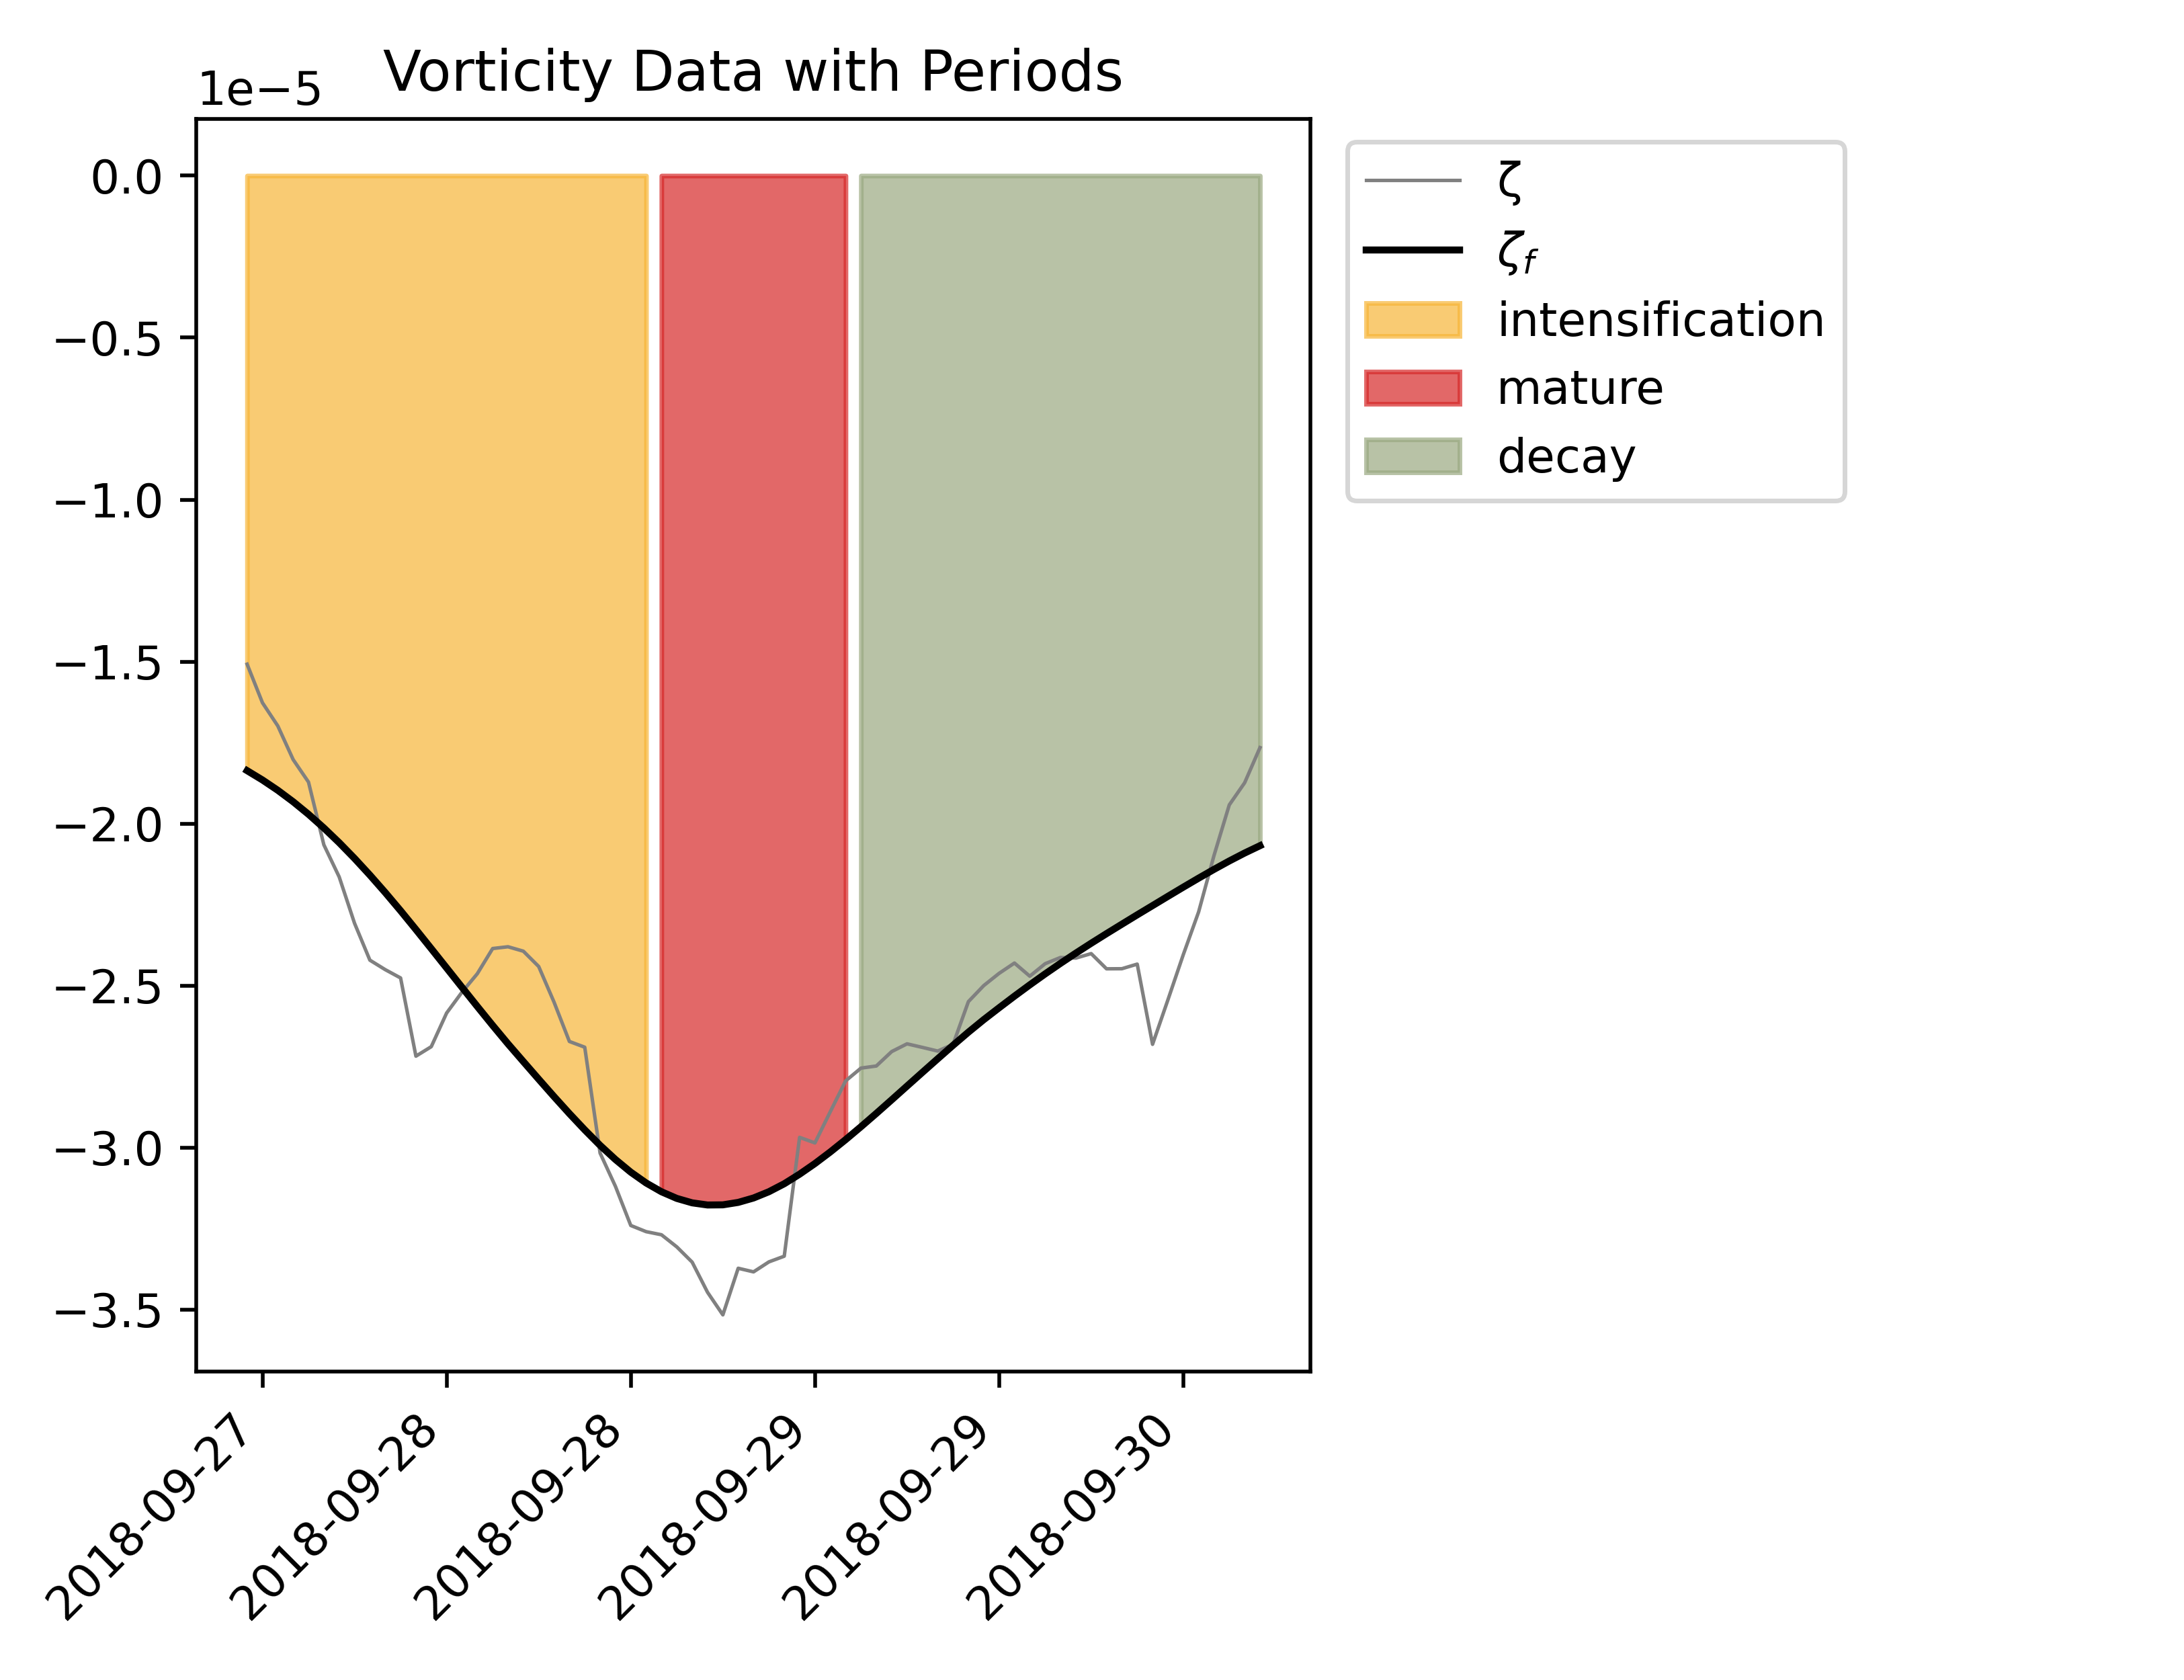 Vorticity Data with Periods
1e−5
0.0
−0.5
−1.0
−1.5
−2.0
−2.5
−3.0
−3.5
2018-09-27
2018-09-28
2018-09-28
2018-09-29
2018-09-29
2018-09-30
ζ
ζf
intensification
mature
decay